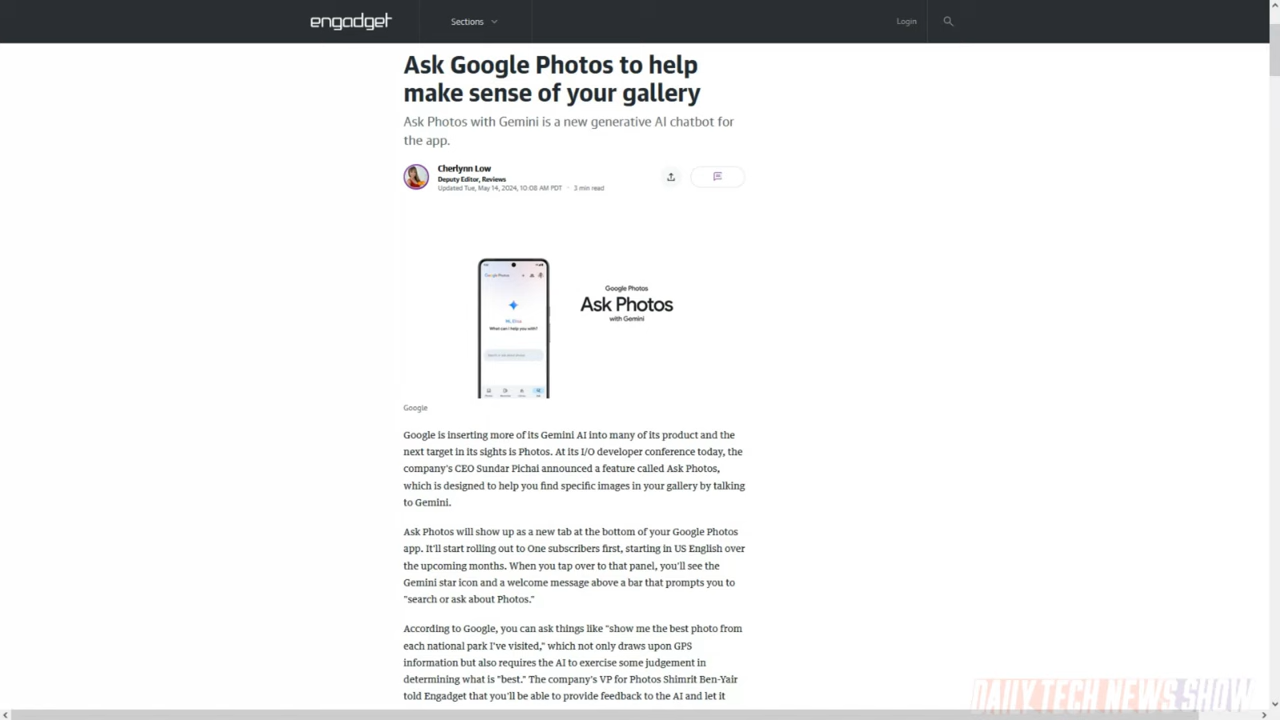 engadget
Sections
Login
Ask Google Photos to help
make sense of your gallery
Ask Photos with Gemini is a new generative AI chatbot for
the app.
Cherlynn Low
Deputy Editor, Reviews
Updated Tue, May 14, 2024, 10:08 AM PDT · 3 min read
Google Photos
What can I help you with?
Google Photos
Ask Photos
with Gemini
Google
Google is inserting more of its Gemini AI into many of its product and the
next target in its sights is Photos. At its I/O developer conference today, the
company's CEO Sundar Pichai announced a feature called Ask Photos,
which is designed to help you find specific images in your gallery by talking
to Gemini.
Ask Photos will show up as a new tab at the bottom of your Google Photos
app. It'll start rolling out to One subscribers first, starting in US English over
the upcoming months. When you tap over to that panel, you'll see the
Gemini star icon and a welcome message above a bar that prompts you to
"search or ask about Photos."
According to Google, you can ask things like "show me the best photo from
each national park I've visited," which not only draws upon GPS
information but also requires the AI to exercise some judgement in
determining what is "best." The company's VP for Photos Shimrit Ben-Yair
told Engadget that you'll be able to provide feedback to the AI and let it
DAILY TECH NEWS SHOW